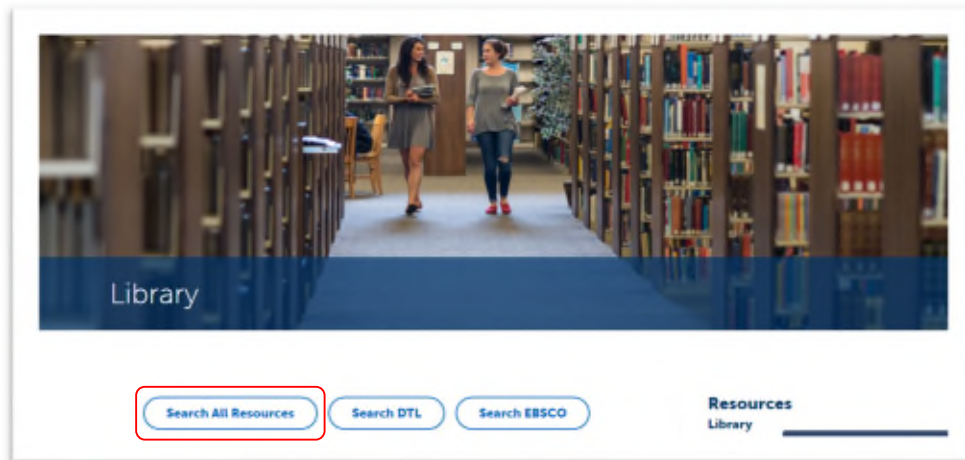 Library
Search All Resources
Search DTL
Search EBSCO
Resources
Library